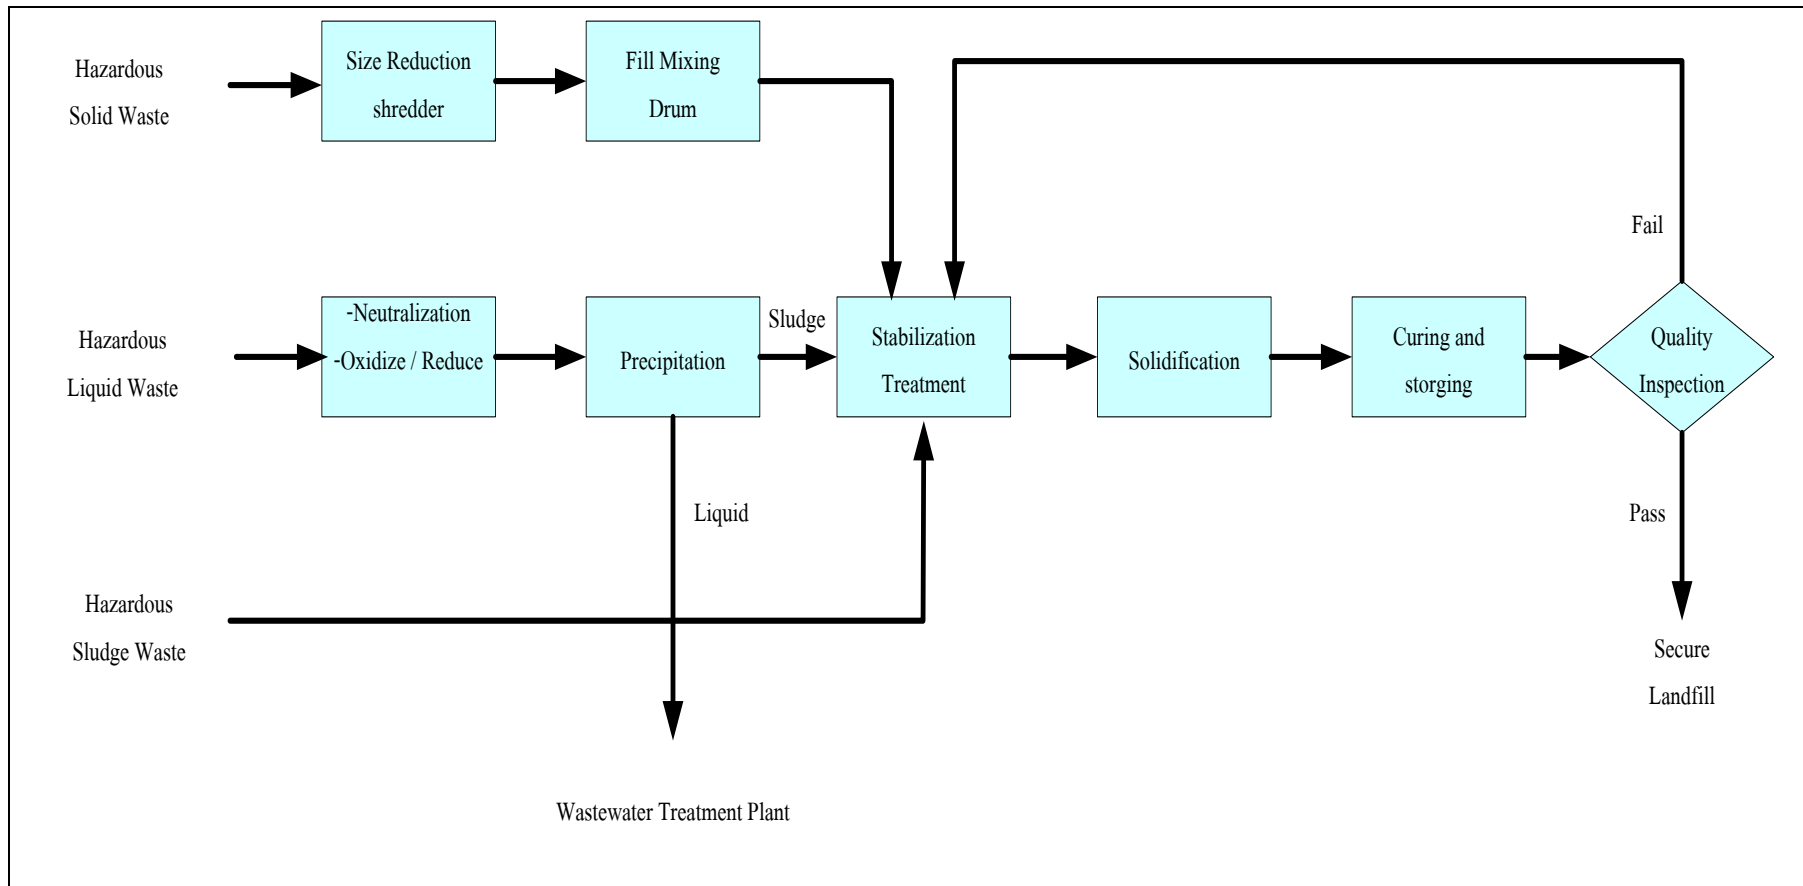 Hazardous
Solid Waste
Size Reduction
shredder
Fill Mixing
Drum
Fail
Hazardous
Liquid Waste
-Neutralization
-Oxidize / Reduce
Precipitation
Sludge
Stabilization
Treatment
Solidification
Curing and
storging
Quality
Inspection
Liquid
Pass
Hazardous
Sludge Waste
Secure
Landfill
Wastewater Treatment Plant